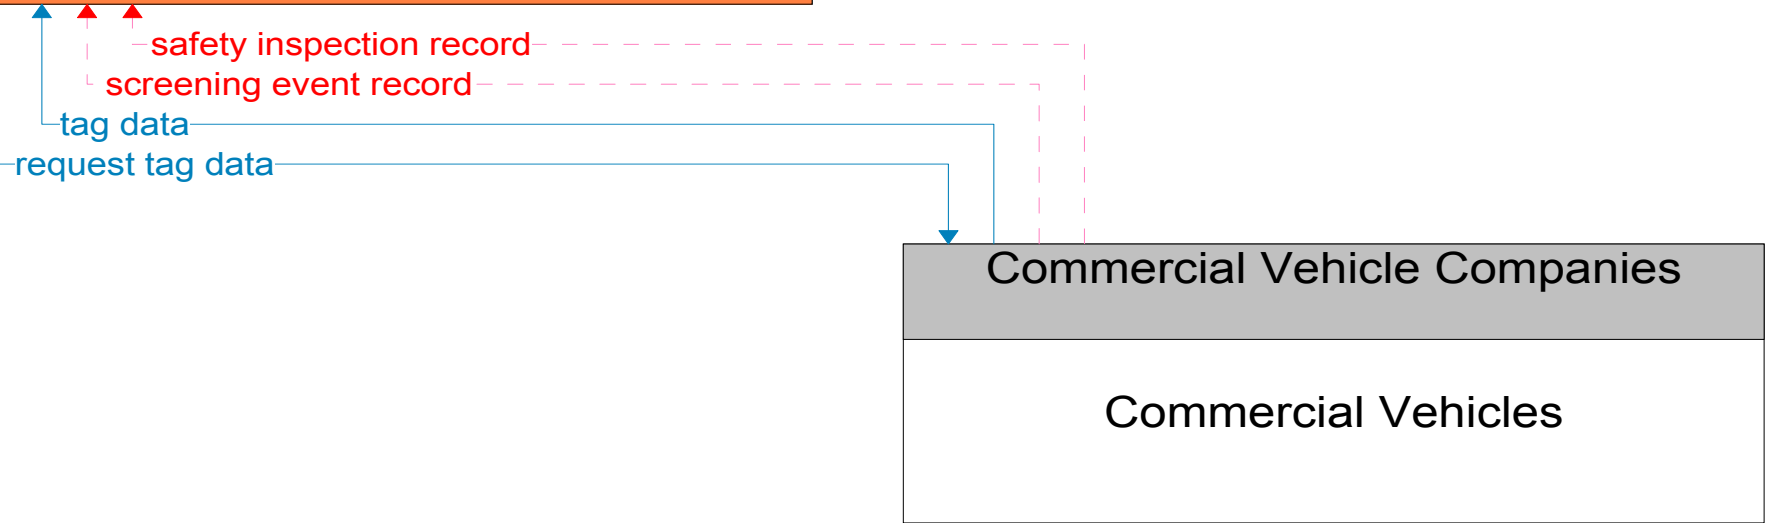 safety inspection record
screening event record
tag data
request tag data
Commercial Vehicle Companies
Commercial Vehicles